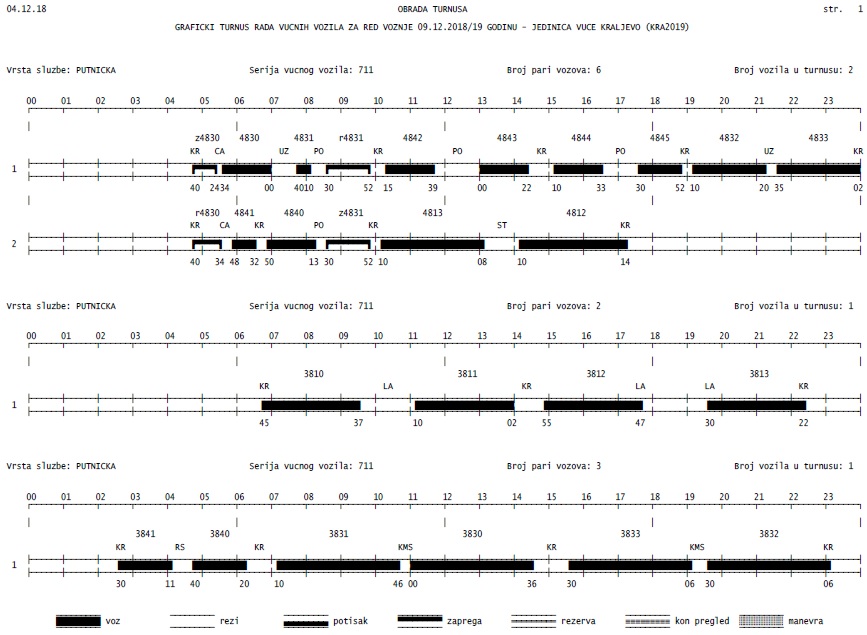 04.12.18 OBRADA TURNUSA str. 1
GRAFICKI TURNUS RADA VUCNIH VOZILA ZA RED VOZNJE 09.12.2018/19 GODINU - JEDINICA VUCE KRALJEVO (KRA2019)
Vrsta sluzbe: PUTNICKA Serija vucnog vozila: 711 Broj pari vozova: 6 Broj vozila u turnusu: 2
00 01 02 03 04 05 06 07 08 09 10 11 12 13 14 15 16 17 18 19 20 21 22 23
z4830 4830 4831 r4831 4842 4843 4844 4845 4832 4833
KR CA UZ PO KR PO KR PO KR UZ KR
1
40 2434 00 4010 30 52 15 39 00 22 10 33 30 52 10 20 35 02
r4830 4841 4840 z4831 4813 4812
KR CA KR PO KR ST KR
2
40 34 48 32 50 13 30 52 10 08 10 14
Vrsta sluzbe: PUTNICKA Serija vucnog vozila: 711 Broj pari vozova: 2 Broj vozila u turnusu: 1
00 01 02 03 04 05 06 07 08 09 10 11 12 13 14 15 16 17 18 19 20 21 22 23
3810 3811 3812 3813
KR LA KR LA LA KR
1
45 37 10 02 55 47 30 22
Vrsta sluzbe: PUTNICKA Serija vucnog vozila: 711 Broj pari vozova: 3 Broj vozila u turnusu: 1
00 01 02 03 04 05 06 07 08 09 10 11 12 13 14 15 16 17 18 19 20 21 22 23
3841 3840 3831 3830 3833 3832
KR RS KR KMS KR KMS KR
1
30 11 40 20 10 46 00 36 30 06 30 06
voz rezi potisak zaprega rezerva kon pregled manevra